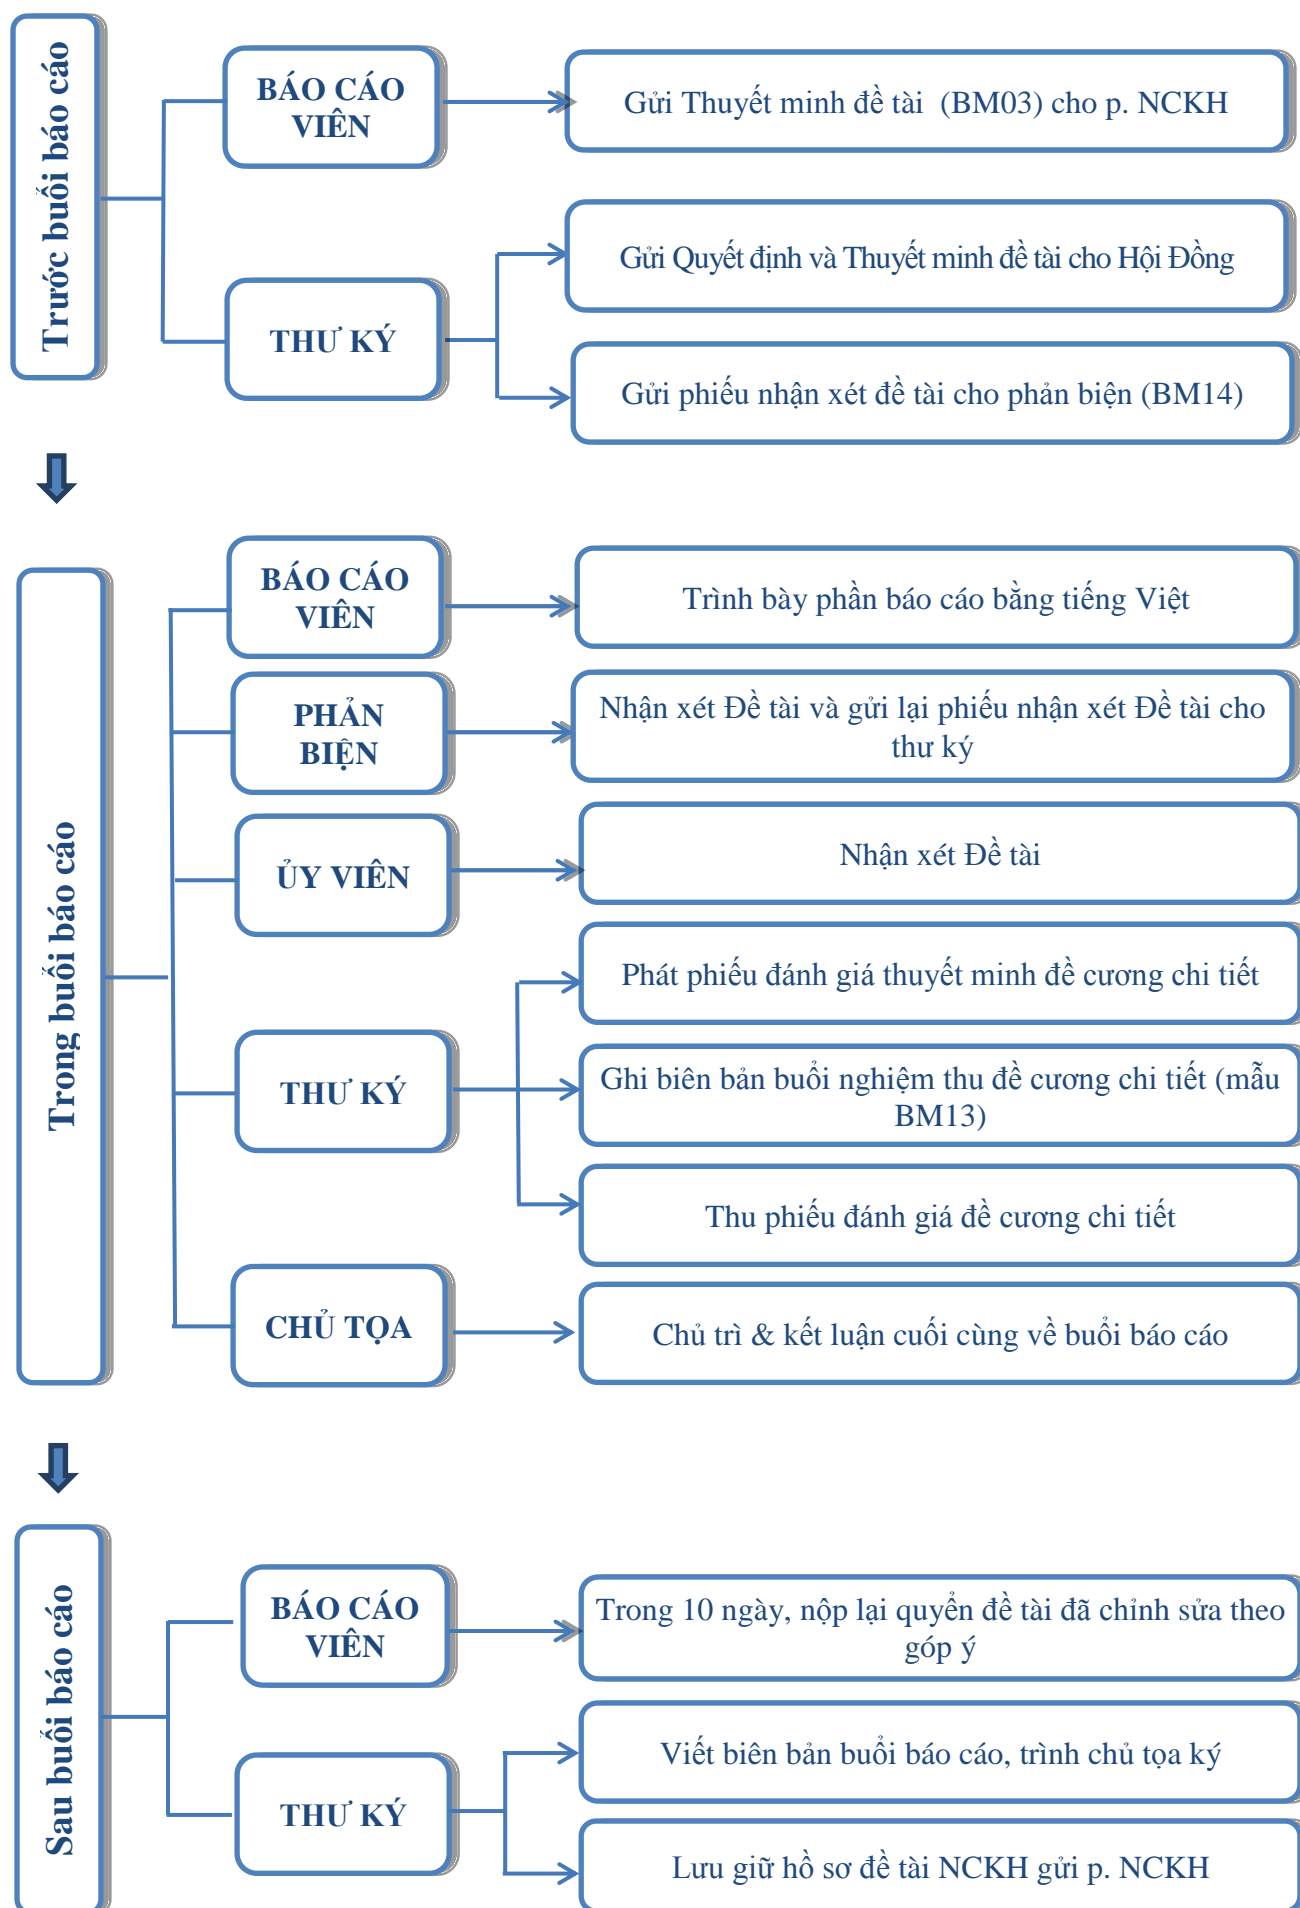 Trước buổi báo cáo
BÁO CÁO
VIÊN
Gửi Thuyết minh đề tài (BM03) cho p. NCKH
THƯ KÝ
Gửi Quyết định và Thuyết minh đề tài cho Hội Đồng
Gửi phiếu nhận xét đề tài cho phản biện (BM14)
Trong buổi báo cáo
BÁO CÁO
VIÊN
Trình bày phần báo cáo bằng tiếng Việt
PHẢN
BIỆN
Nhận xét Đề tài và gửi lại phiếu nhận xét Đề tài cho
thư ký
ỦY VIÊN
Nhận xét Đề tài
THƯ KÝ
Phát phiếu đánh giá thuyết minh đề cương chi tiết
Ghi biên bản buổi nghiệm thu đề cương chi tiết (mẫu
BM13)
Thu phiếu đánh giá đề cương chi tiết
CHỦ TỌA
Chủ trì & kết luận cuối cùng về buổi báo cáo
Sau buổi báo cáo
BÁO CÁO
VIÊN
Trong 10 ngày, nộp lại quyển đề tài đã chỉnh sửa theo
góp ý
THƯ KÝ
Viết biên bản buổi báo cáo, trình chủ tọa ký
Lưu giữ hồ sơ đề tài NCKH gửi p. NCKH